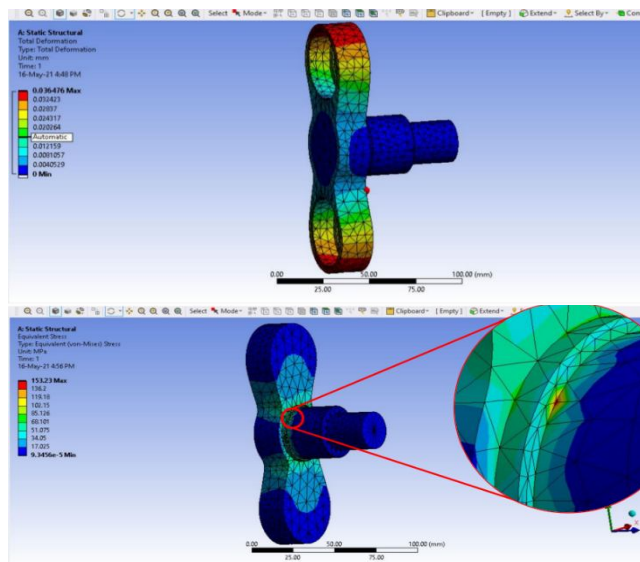 Select Mode Clipboard [Empty] Extend Select By
A: Static Structural
Total Deformation
Type: Total Deformation
Unit: mm
Time: 1
16-May-21 4:48 PM
0.036476 Max
0.032423
0.02837
0.024317
0.020264
Automatic
0.012159
0.0081057
0.0040529
0 Min
0.00 50.00 100.00 (mm)
25.00 75.00
Select Mode Clipboard [Empty] Extend
A: Static Structural
Equivalent Stress
Type: Equivalent (von-Mises) Stress
Unit: MPa
Time: 1
16-May-21 4:56 PM
153.23 Max
136.2
119.18
102.15
85.126
68.101
51.075
34.05
17.025
9.3456e-5 Min
0.00 50.00 100.00 (mm)
25.00 75.00
X